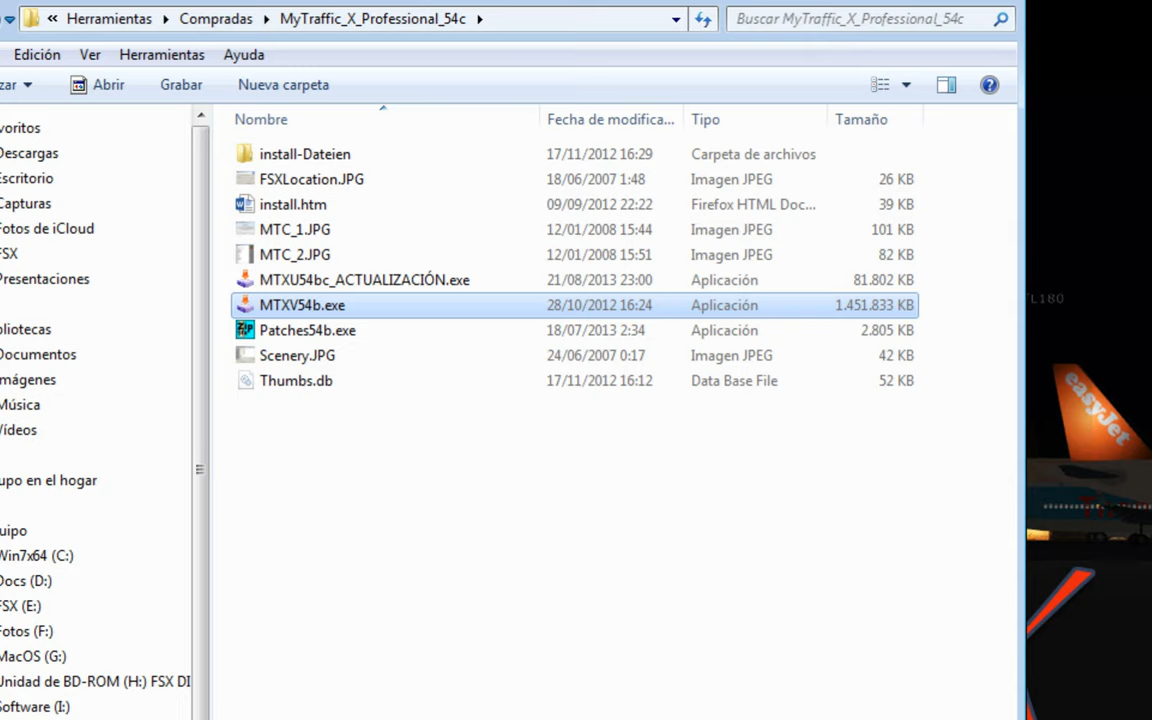 « Herramientas Compradas MyTraffic_X_Professional_54c
Buscar MyTraffic_X_Professional_54c
Edición Ver Herramientas Ayuda
zar Abrir Grabar Nueva carpeta
Nombre Fecha de modifica... Tipo Tamaño
install-Dateien 17/11/2012 16:29 Carpeta de archivos
FSXLocation.JPG 18/06/2007 1:48 Imagen JPEG 26 KB
install.htm 09/09/2012 22:22 Firefox HTML Doc... 39 KB
MTC_1.JPG 12/01/2008 15:44 Imagen JPEG 101 KB
MTC_2.JPG 12/01/2008 15:51 Imagen JPEG 82 KB
MTXU54bc_ACTUALIZACIÓN.exe 21/08/2013 23:00 Aplicación 81.802 KB
MTXV54b.exe 28/10/2012 16:24 Aplicación 1.451.833 KB
Patches54b.exe 18/07/2013 2:34 Aplicación 2.805 KB
Scenery.JPG 24/06/2007 0:17 Imagen JPEG 42 KB
Thumbs.db 17/11/2012 16:12 Data Base File 52 KB
voritos
Descargas
Escritorio
Capturas
Fotos de iCloud
FSX
Presentaciones
bliotecas
Documentos
mágenes
Música
Vídeos
upo en el hogar
uipo
Win7x64 (C:)
Docs (D:)
FSX (E:)
Fotos (F:)
MacOS (G:)
Unidad de BD-ROM (H:) FSX DI
Software (I:)
FL180
easyJet